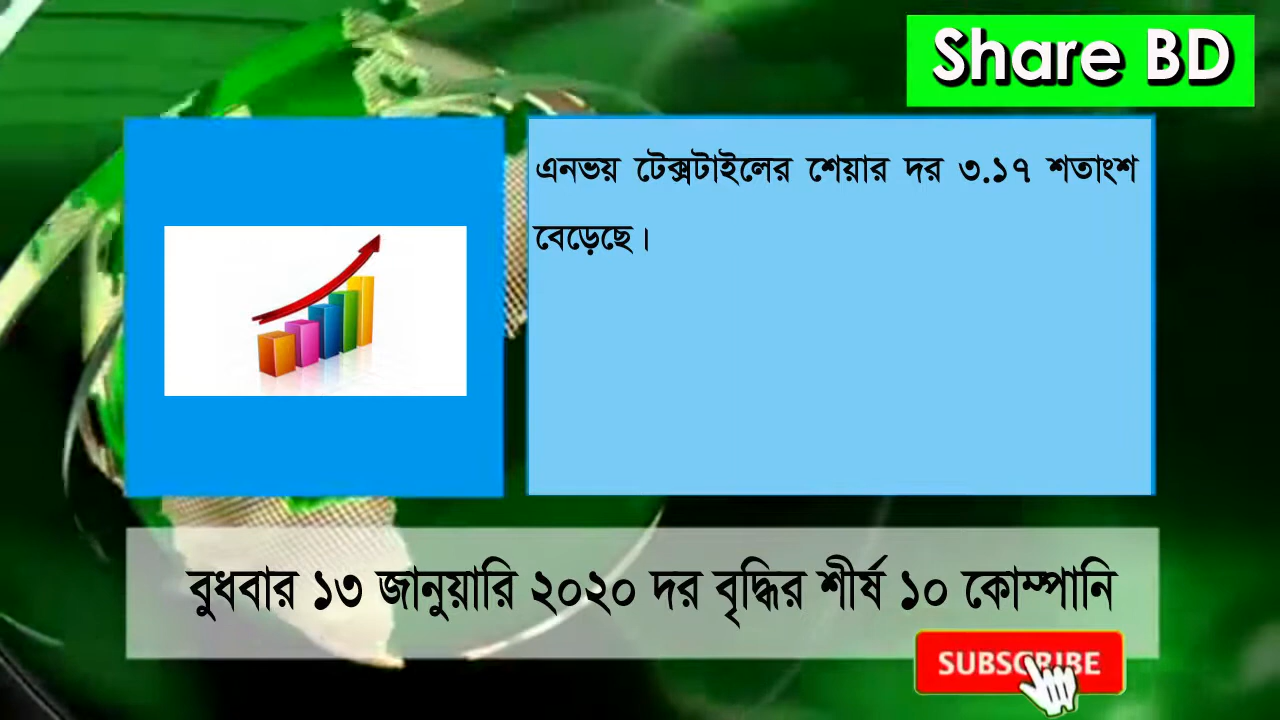 Share BD
এনভয় টেক্সটাইলের শেয়ার দর ৩.১৭ শতাংশ
বেড়েছে।
বুধবার ১৩ জানুয়ারি ২০২০ দর বৃদ্ধির শীর্ষ ১০ কোম্পানি
SUBSCRIBE